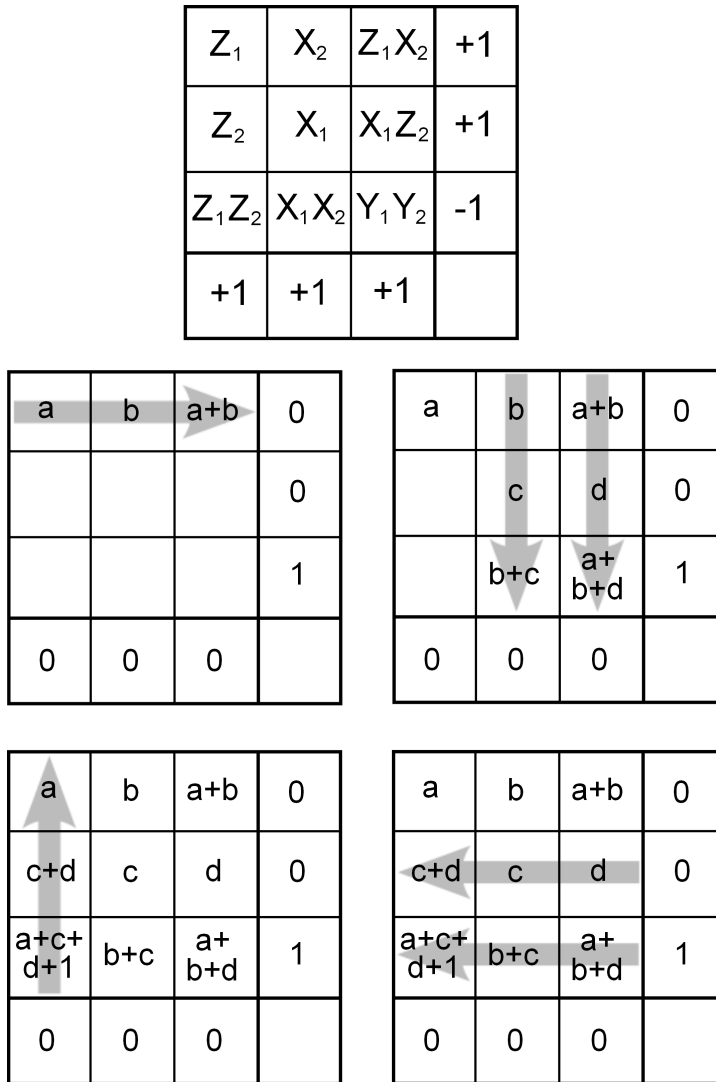 Z₁ X₂ Z₁X₂ +1
Z₂ X₁ X₁Z₂ +1
Z₁Z₂ X₁X₂ Y₁Y₂ -1
+1 +1 +1
a b a+b 0
0
1
0 0 0
a b a+b 0
c d 0
b+c a+
b+d 1
0 0 0
a b a+b 0
c+d c d 0
a+c+
d+1 b+c a+
b+d 1
0 0 0
a b a+b 0
c+d c d 0
a+c+
d+1 b+c a+
b+d 1
0 0 0